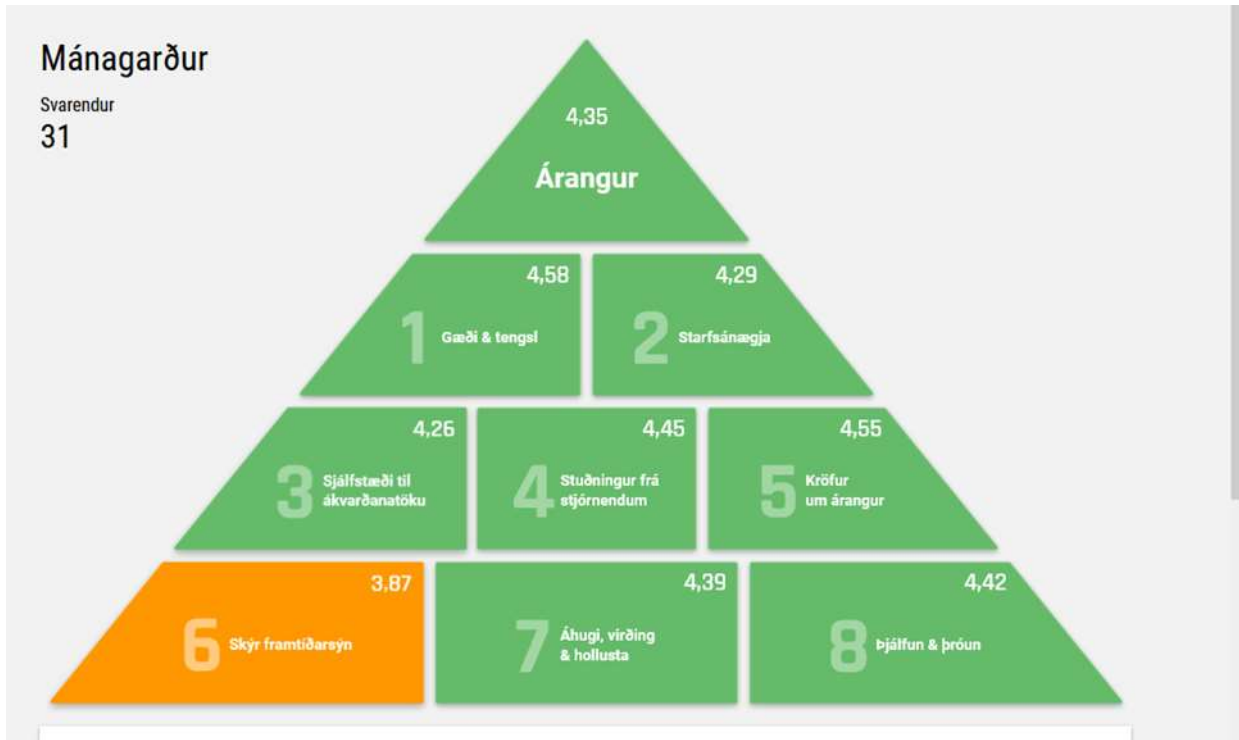 Mánagarður
Svarendur
31
4,35
Árangur
4,58
1 Gæði & tengsl
4,29
2 Starfsánægja
4,26
3 Sjálfstæði til
ákvarðanatöku
4,45
4 Stuðningur frá
stjórnendum
4,55
5 Kröfur
um árangur
3,87
6 Skýr framtíðarsýn
4,39
7 Áhugi, virðing
& hollusta
4,42
8 Þjálfun & þróun